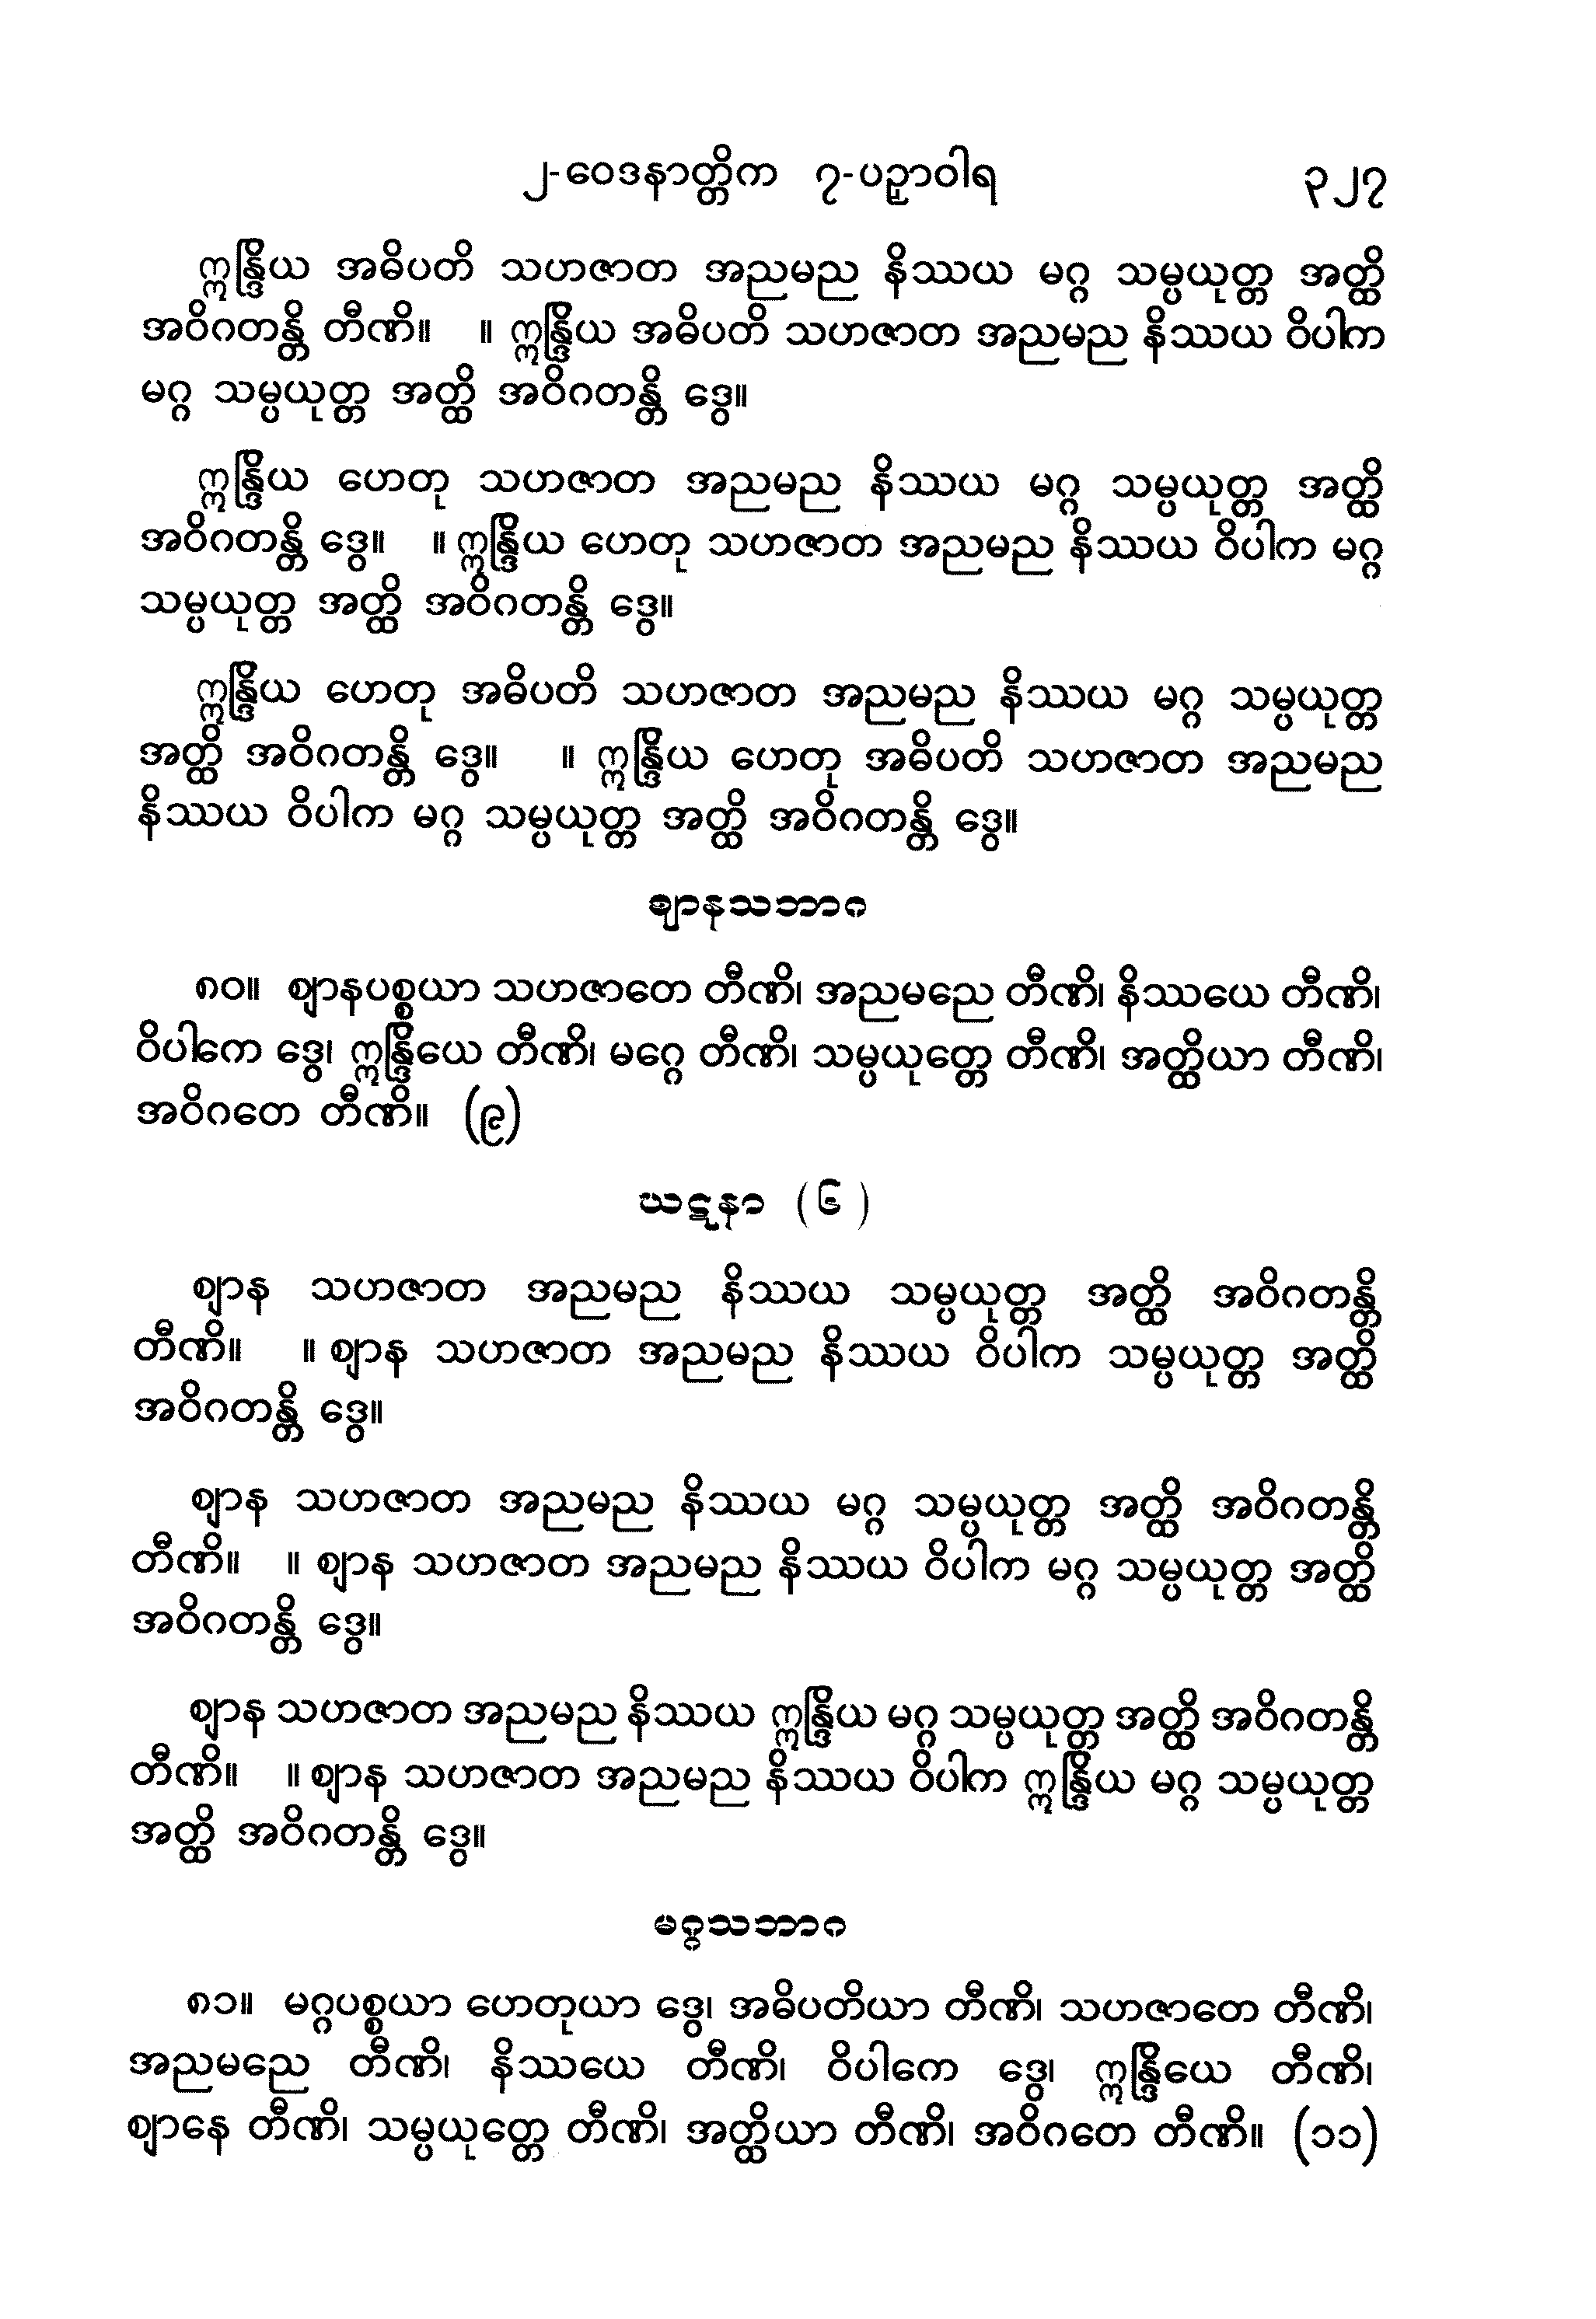 ၂-ဝေဒနာတ္တိက ၇-ပဉှာဝါရ ၃၂၇
ဣန္ဒြိယ အဓိပတိ သဟဇာတ အညမည နိဿယ မဂ္ဂ သမ္ပယုတ္တ အတ္ထိ
အဝိဂတန္တိ တီဏိ။ ။ ဣန္ဒြိယ အဓိပတိ သဟဇာတ အညမည နိဿယ ဝိပါက
မဂ္ဂ သမ္ပယုတ္တ အတ္ထိ အဝိဂတန္တိ ဒွေ။
ဣန္ဒြိယ ဟေတု သဟဇာတ အညမည နိဿယ မဂ္ဂ သမ္ပယုတ္တ အတ္ထိ
အဝိဂတန္တိ ဒွေ။ ။ ဣန္ဒြိယ ဟေတု သဟဇာတ အညမည နိဿယ ဝိပါက မဂ္ဂ
သမ္ပယုတ္တ အတ္ထိ အဝိဂတန္တိ ဒွေ။
ဣန္ဒြိယ ဟေတု အဓိပတိ သဟဇာတ အညမည နိဿယ မဂ္ဂ သမ္ပယုတ္တ
အတ္ထိ အဝိဂတန္တိ ဒွေ။ ။ ဣန္ဒြိယ ဟေတု အဓိပတိ သဟဇာတ အညမည
နိဿယ ဝိပါက မဂ္ဂ သမ္ပယုတ္တ အတ္ထိ အဝိဂတန္တိ ဒွေ။
ဈာနသဘာဂ
၈၀။ ဈာနပစ္စယာ သဟဇာတေ တီဏိ၊ အညမညေ တီဏိ၊ နိဿယေ တီဏိ၊
ဝိပါကေ ဒွေ၊ ဣန္ဒြိယေ တီဏိ၊ မဂ္ဂေ တီဏိ၊ သမ္ပယုတ္တေ တီဏိ၊ အတ္ထိယာ တီဏိ၊
အဝိဂတေ တီဏိ။ (၉)
ဃဋနာ (၆)
ဈာန သဟဇာတ အညမည နိဿယ သမ္ပယုတ္တ အတ္ထိ အဝိဂတန္တိ
တီဏိ။ ။ ဈာန သဟဇာတ အညမည နိဿယ ဝိပါက သမ္ပယုတ္တ အတ္ထိ
အဝိဂတန္တိ ဒွေ။
ဈာန သဟဇာတ အညမည နိဿယ မဂ္ဂ သမ္ပယုတ္တ အတ္ထိ အဝိဂတန္တိ
တီဏိ။ ။ ဈာန သဟဇာတ အညမည နိဿယ ဝိပါက မဂ္ဂ သမ္ပယုတ္တ အတ္ထိ
အဝိဂတန္တိ ဒွေ။
ဈာန သဟဇာတ အညမည နိဿယ ဣန္ဒြိယ မဂ္ဂ သမ္ပယုတ္တ အတ္ထိ အဝိဂတန္တိ
တီဏိ။ ။ ဈာန သဟဇာတ အညမည နိဿယ ဝိပါက ဣန္ဒြိယ မဂ္ဂ သမ္ပယုတ္တ
အတ္ထိ အဝိဂတန္တိ ဒွေ။
မဂ္ဂသဘာဂ
၈၁။ မဂ္ဂပစ္စယာ ဟေတုယာ ဒွေ၊ အဓိပတိယာ တီဏိ၊ သဟဇာတေ တီဏိ၊
အညမညေ တီဏိ၊ နိဿယေ တီဏိ၊ ဝိပါကေ ဒွေ၊ ဣန္ဒြိယေ တီဏိ၊
ဈာနေ တီဏိ၊ သမ္ပယုတ္တေ တီဏိ၊ အတ္ထိယာ တီဏိ၊ အဝိဂတေ တီဏိ။ (၁၁)